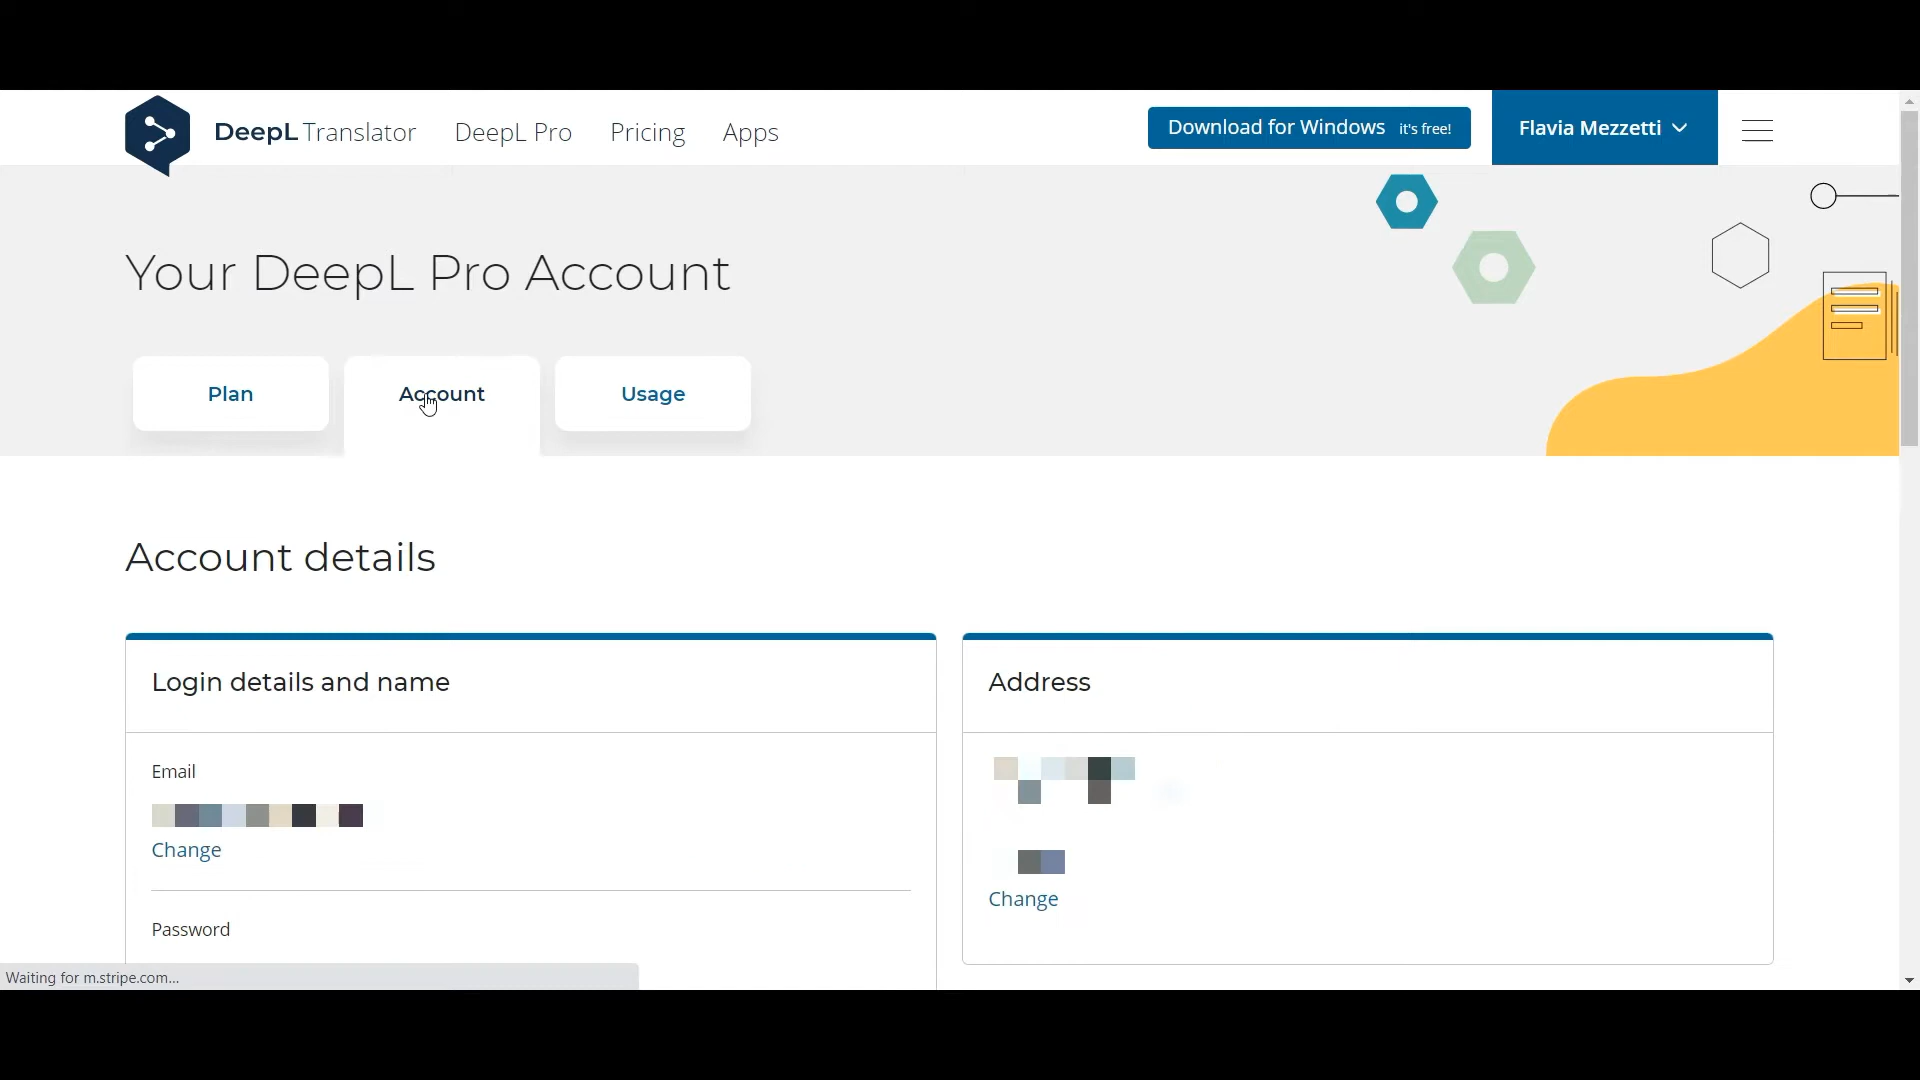 DeepL Translator DeepL Pro Pricing Apps Download for Windows it's free! Flavia Mezzetti
Your DeepL Pro Account
Plan Account Usage
Account details
Login details and name
Email
Change
Password
Address
Change
Waiting for m.stripe.com...